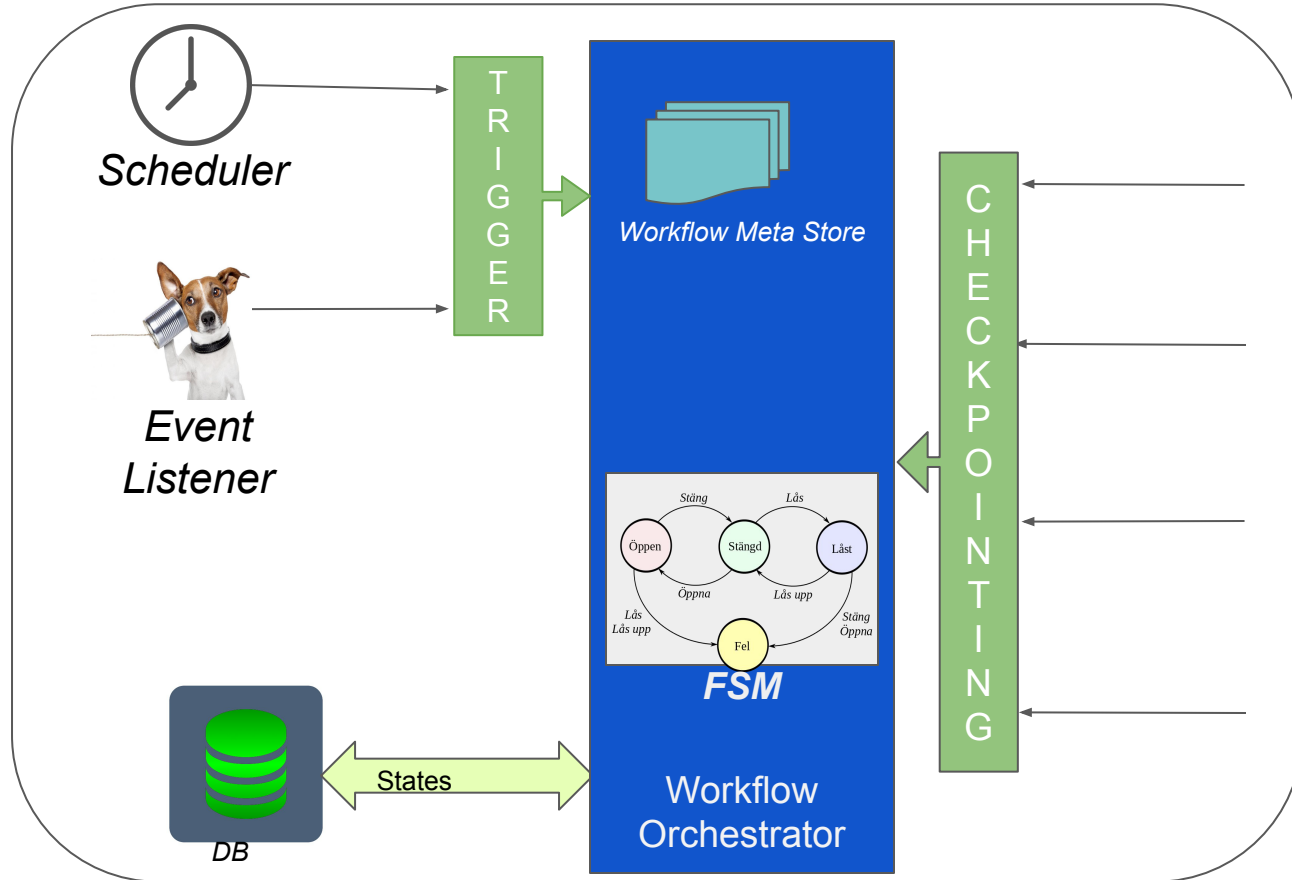 Scheduler
TRIGGER
Workflow Meta Store
Event
Listener
CHECKPOINTING
Stäng
Lås
Öppen
Stängd
Låst
Öppna
Lås upp
Lås
Lås upp
Stäng
Öppna
Fel
FSM
States
DB
Workflow
Orchestrator